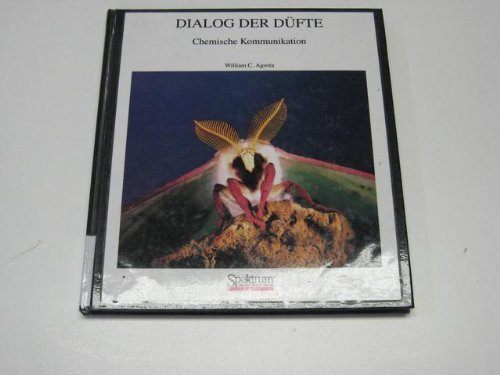 DIALOG DER DÜFTE
Chemische Kommunikation
William C. Agosta
Spektrum